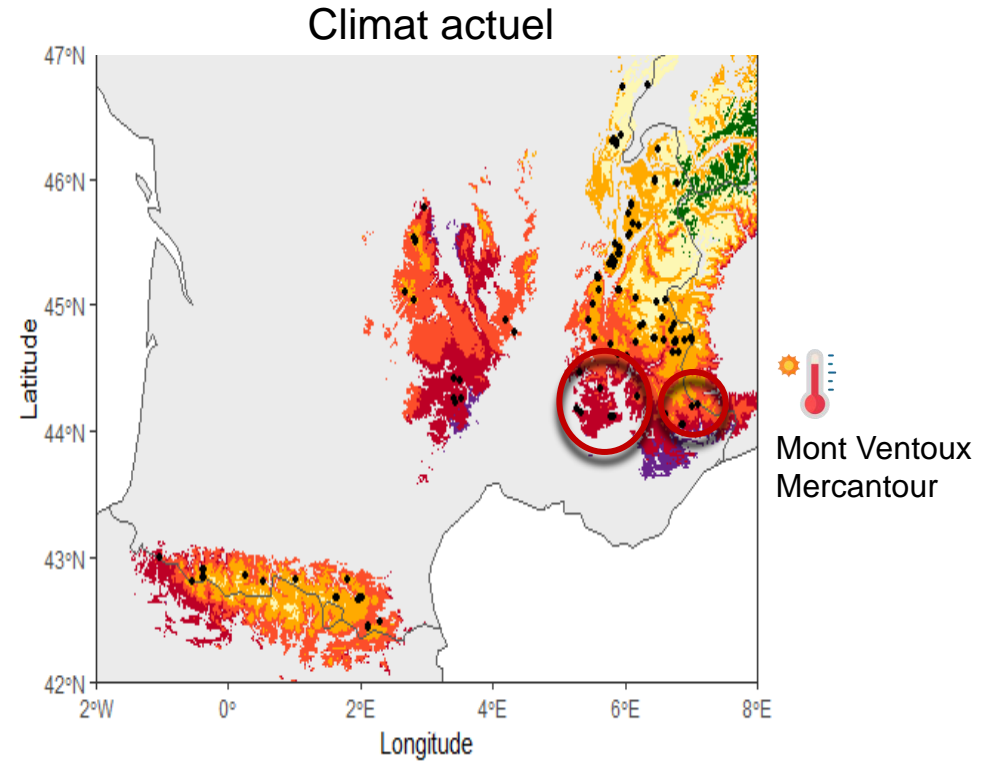 Climat actuel
47°N
46°N
45°N
44°N
43°N
42°N
Latitude
2°W
0°
2°E
4°E
6°E
8°E
Longitude
Mont Ventoux
Mercantour